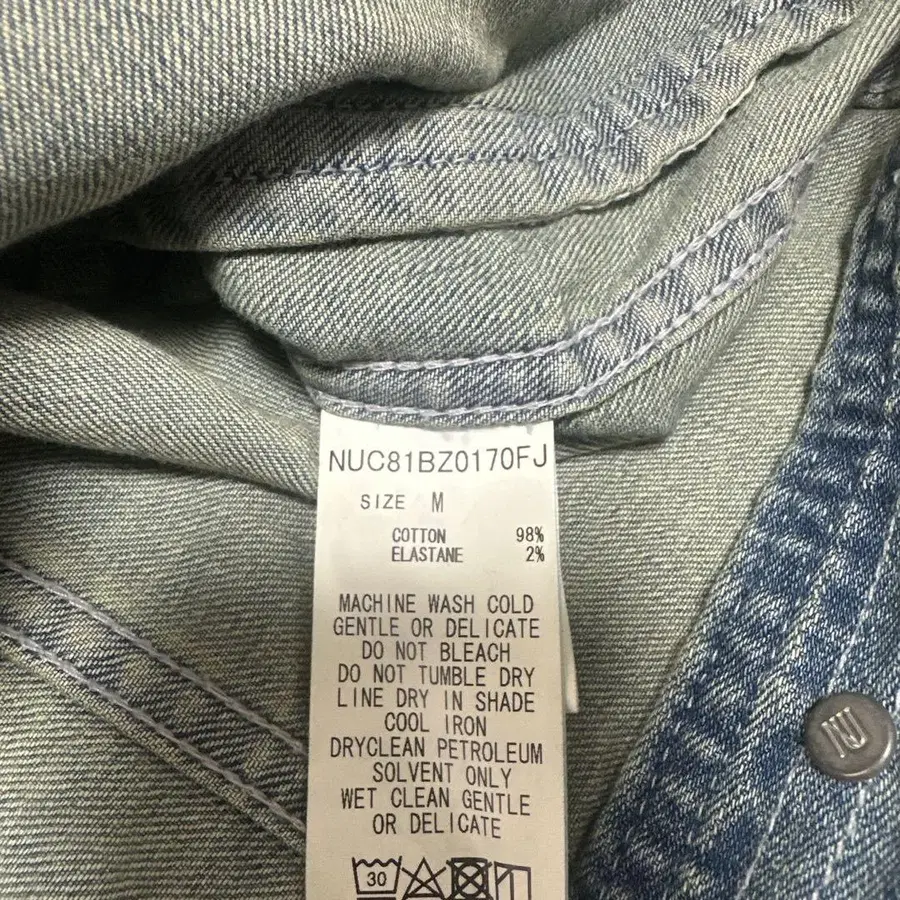 NUC81BZ0170FJ
SIZE M
COTTON 98%
ELASTANE 2%
MACHINE WASH COLD
GENTLE OR DELICATE
DO NOT BLEACH
DO NOT TUMBLE DRY
LINE DRY IN SHADE
COOL IRON
DRYCLEAN PETROLEUM
SOLVENT ONLY
WET CLEAN GENTLE
OR DELICATE
30
NU